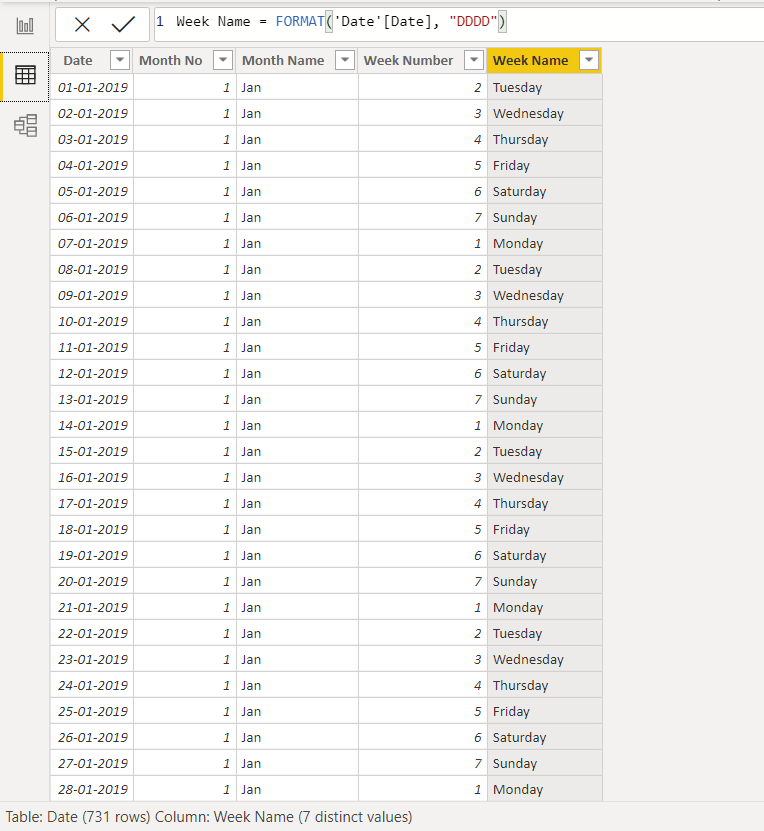 1 Week Name = FORMAT('Date'[Date], "DDDD")
Date Month No Month Name Week Number Week Name
01-01-2019 1 Jan 2 Tuesday
02-01-2019 1 Jan 3 Wednesday
03-01-2019 1 Jan 4 Thursday
04-01-2019 1 Jan 5 Friday
05-01-2019 1 Jan 6 Saturday
06-01-2019 1 Jan 7 Sunday
07-01-2019 1 Jan 1 Monday
08-01-2019 1 Jan 2 Tuesday
09-01-2019 1 Jan 3 Wednesday
10-01-2019 1 Jan 4 Thursday
11-01-2019 1 Jan 5 Friday
12-01-2019 1 Jan 6 Saturday
13-01-2019 1 Jan 7 Sunday
14-01-2019 1 Jan 1 Monday
15-01-2019 1 Jan 2 Tuesday
16-01-2019 1 Jan 3 Wednesday
17-01-2019 1 Jan 4 Thursday
18-01-2019 1 Jan 5 Friday
19-01-2019 1 Jan 6 Saturday
20-01-2019 1 Jan 7 Sunday
21-01-2019 1 Jan 1 Monday
22-01-2019 1 Jan 2 Tuesday
23-01-2019 1 Jan 3 Wednesday
24-01-2019 1 Jan 4 Thursday
25-01-2019 1 Jan 5 Friday
26-01-2019 1 Jan 6 Saturday
27-01-2019 1 Jan 7 Sunday
28-01-2019 1 Jan 1 Monday
Table: Date (731 rows) Column: Week Name (7 distinct values)